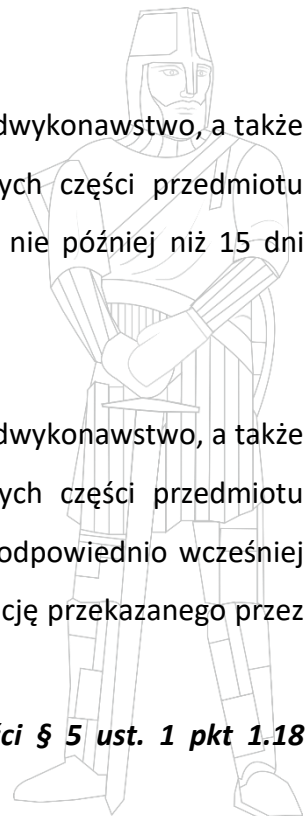 dwykonawstwo, a także
ych części przedmiotu
nie później niż 15 dni
dwykonawstwo, a także
ych części przedmiotu
odpowiednio wcześniej
cję przekazanego przez
ci § 5 ust. 1 pkt 1.18